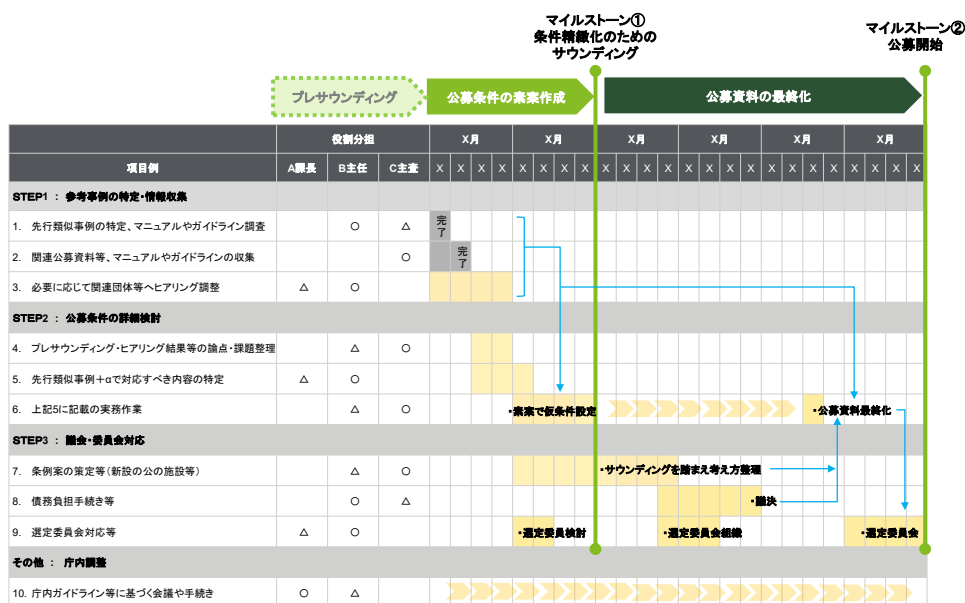 マイルストーン①
条件精緻化のための
サウンディング
マイルストーン②
公募開始
プレサウンディング
公募条件の素案作成
公募資料の最終化
役割分担 X月 X月 X月 X月 X月 X月
項目例 A課長 B主任 C主査 X X X X X X X X X X X X X X X X X X X X X X X X
STEP1 : 参考事例の特定・情報収集
1. 先行類似事例の特定、マニュアルやガイドライン調査 ○ △ 完了
2. 関連公募資料等、マニュアルやガイドラインの収集 ○ 完了
3. 必要に応じて関連団体等へヒアリング調整 △ ○
STEP2 : 公募条件の詳細検討
4. プレサウンディング・ヒアリング結果等の論点・課題整理 △ ○
5. 先行類似事例+αで対応すべき内容の特定 △ ○
6. 上記5に記載の実務作業 △ ○ ・素案で仮条件設定 ・公募資料最終化
STEP3 : 議会・委員会対応
7. 条例案の策定等(新設の公の施設等) △ ○ ・サウンディングを踏まえ考え方整理
8. 債務負担手続き等 ○ △ ・議決
9. 選定委員会対応等 △ ○ ・選定委員検討 ・選定委員会組織 ・選定委員会
その他 : 庁内調整
10. 庁内ガイドライン等に基づく会議や手続き ○ △